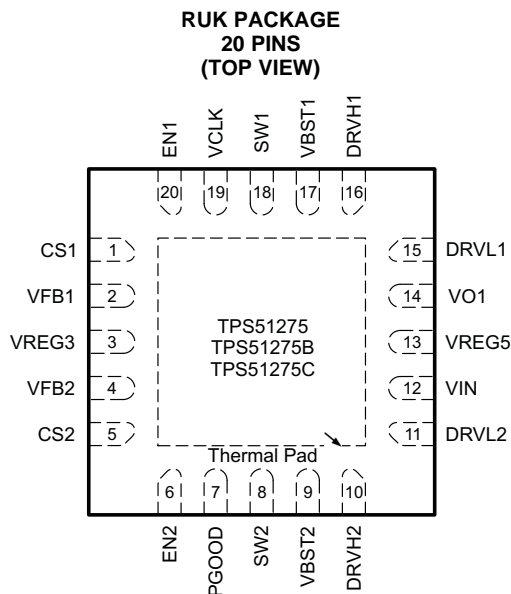 RUK PACKAGE
20 PINS
(TOP VIEW)
EN1
VCLK
SW1
VBST1
DRVH1
20
19
18
17
16
CS1 1
15 DRVL1
VFB1 2
14 VO1
VREG3 3
13 VREG5
VFB2 4
12 VIN
CS2 5
11 DRVL2
TPS51275
TPS51275B
TPS51275C
Thermal Pad
6
7
8
9
10
EN2
PGOOD
SW2
VBST2
DRVH2